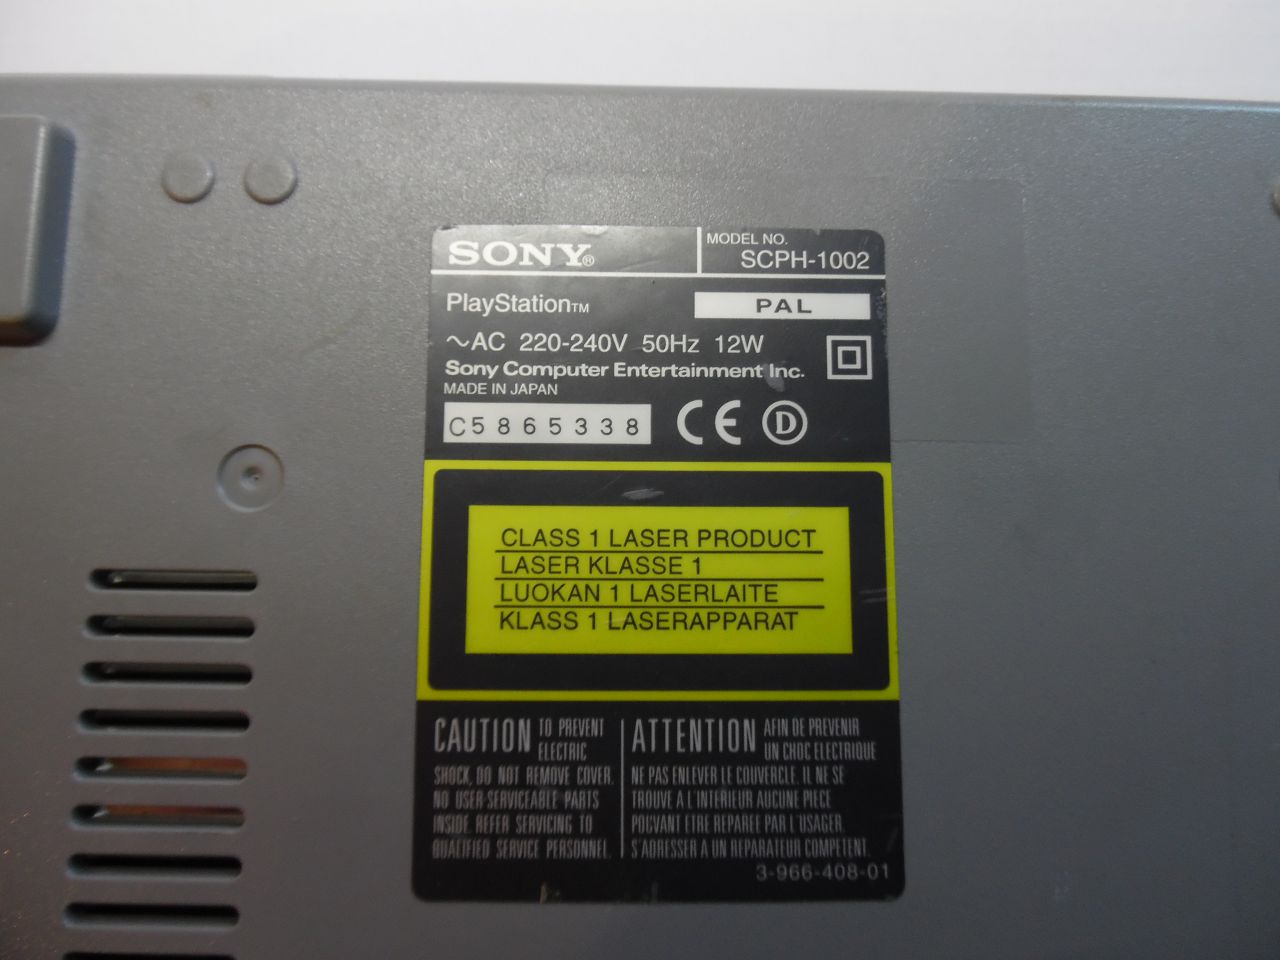 SONY®
MODEL NO.
SCPH-1002
PlayStation™
PAL
~AC 220-240V 50Hz 12W
Sony Computer Entertainment Inc.
MADE IN JAPAN
C5865338
CE D
CLASS 1 LASER PRODUCT
LASER KLASSE 1
LUOKAN 1 LASERLAITE
KLASS 1 LASERAPPARAT
CAUTION TO PREVENT
ELECTRIC
SHOCK, DO NOT REMOVE COVER.
NO USER-SERVICEABLE PARTS
INSIDE. REFER SERVICING TO
QUALIFIED SERVICE PERSONNEL.
ATTENTION AFIN DE PREVENIR
UN CHOC ELECTRIQUE
NE PAS ENLEVER LE COUVERCLE. IL NE SE
TROUVE A L'INTERIEUR AUCUNE PIECE
POUVANT ETRE REPAREE PAR L'USAGER.
S'ADRESSER A UN REPARATEUR COMPETENT.
3-966-408-01